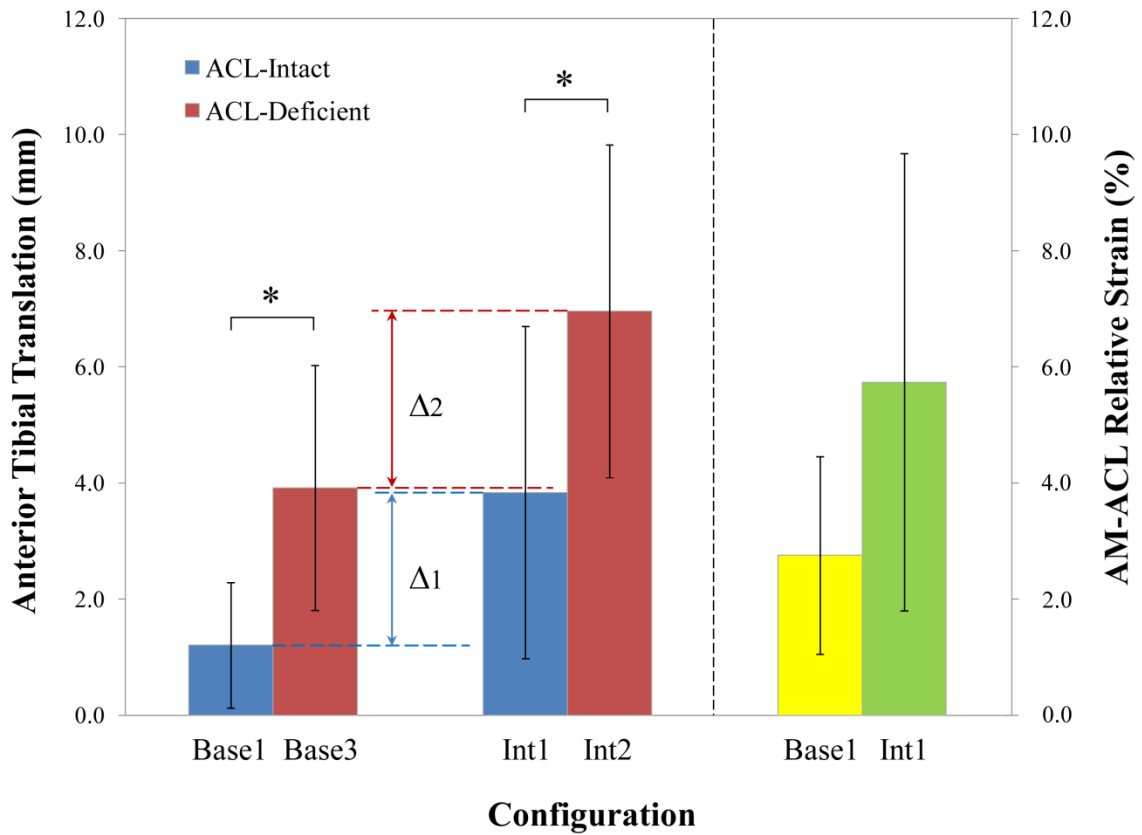 12.0
10.0
8.0
6.0
4.0
2.0
0.0
Anterior Tibial Translation (mm)
ACL-Intact
ACL-Deficient
*
*
Δ2
Δ1
12.0
10.0
8.0
6.0
4.0
2.0
0.0
AM-ACL Relative Strain (%)
Base1 Base3 Int1 Int2 Base1 Int1
Configuration